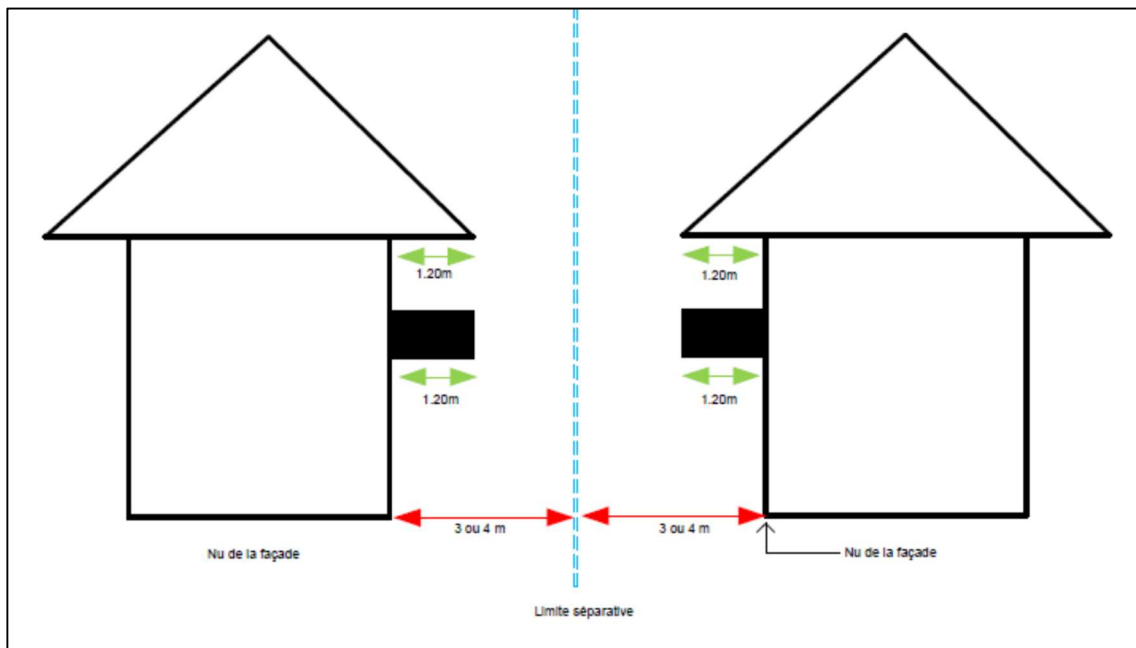 1.20m
1.20m
1.20m
1.20m
3 ou 4 m
3 ou 4 m
Nu de la façade
Nu de la façade
Limite séparative